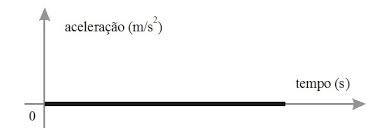 aceleração (m/s²)
tempo (s)
0